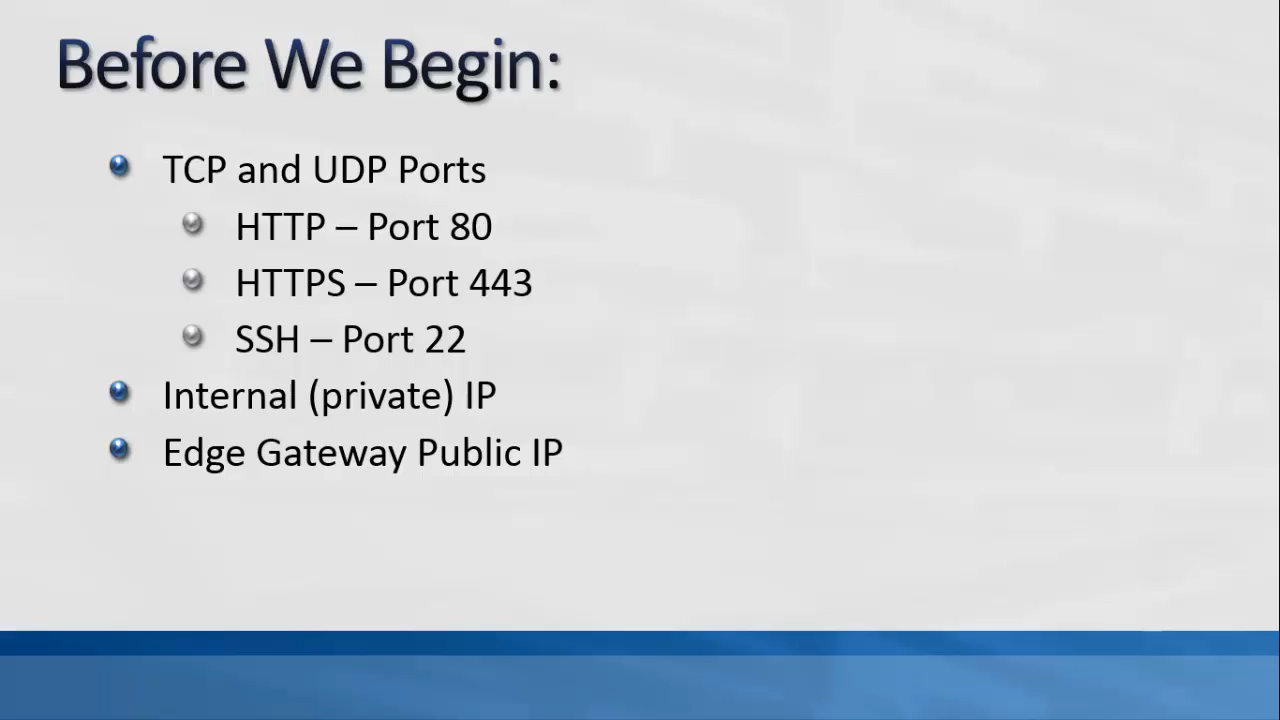 Before We Begin:
TCP and UDP Ports
HTTP – Port 80
HTTPS – Port 443
SSH – Port 22
Internal (private) IP
Edge Gateway Public IP